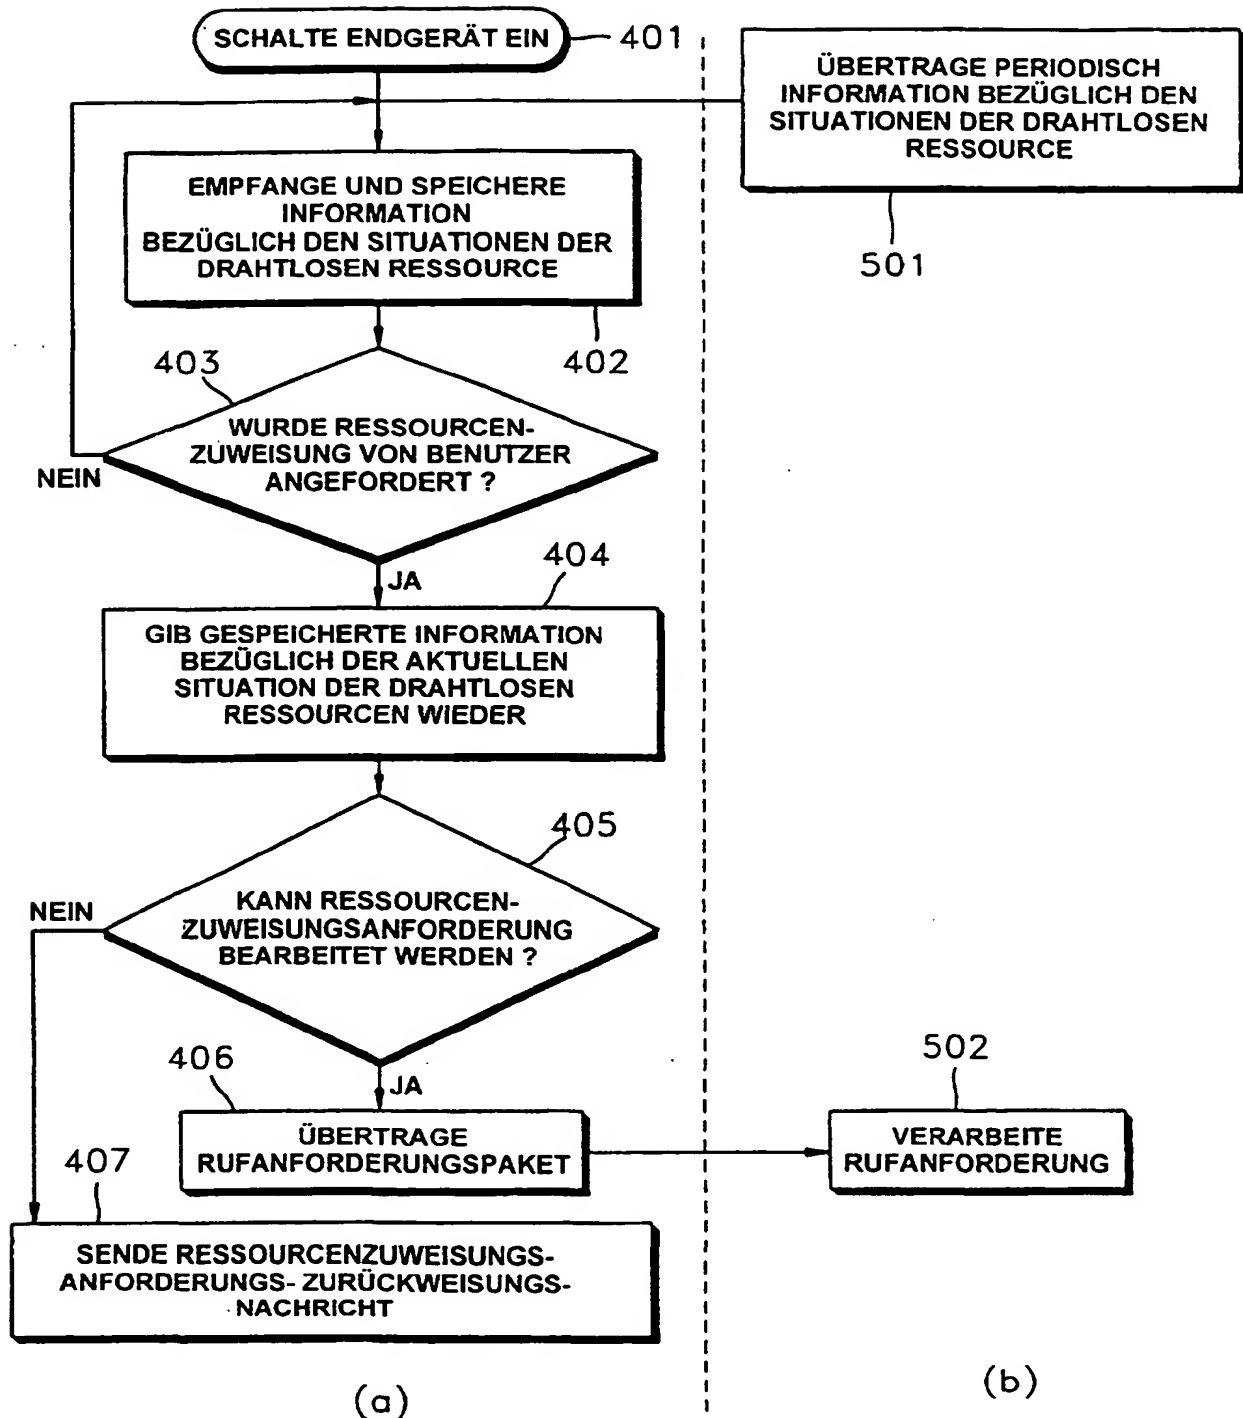 SCHALTE ENDGERÄT EIN
401
ÜBERTRAGE PERIODISCH
INFORMATION BEZÜGLICH DEN
SITUATIONEN DER DRAHTLOSEN
RESSOURCE
501
EMPFANGE UND SPEICHERE
INFORMATION
BEZÜGLICH DEN SITUATIONEN DER
DRAHTLOSEN RESSOURCE
402
403
WURDE RESSOURCEN-
ZUWEISUNG VON BENUTZER
ANGEFORDERT ?
NEIN
JA
404
GIB GESPEICHERTE INFORMATION
BEZÜGLICH DER AKTUELLEN
SITUATION DER DRAHTLOSEN
RESSOURCEN WIEDER
405
KANN RESSOURCEN-
ZUWEISUNGSANFORDERUNG
BEARBEITET WERDEN ?
NEIN
JA
406
ÜBERTRAGE
RUFANFORDERUNGSPAKET
502
VERARBEITE
RUFANFORDERUNG
407
SENDE RESSOURCENZUWEISUNGS-
ANFORDERUNGS- ZURÜCKWEISUNGS-
NACHRICHT
(a)
(b)